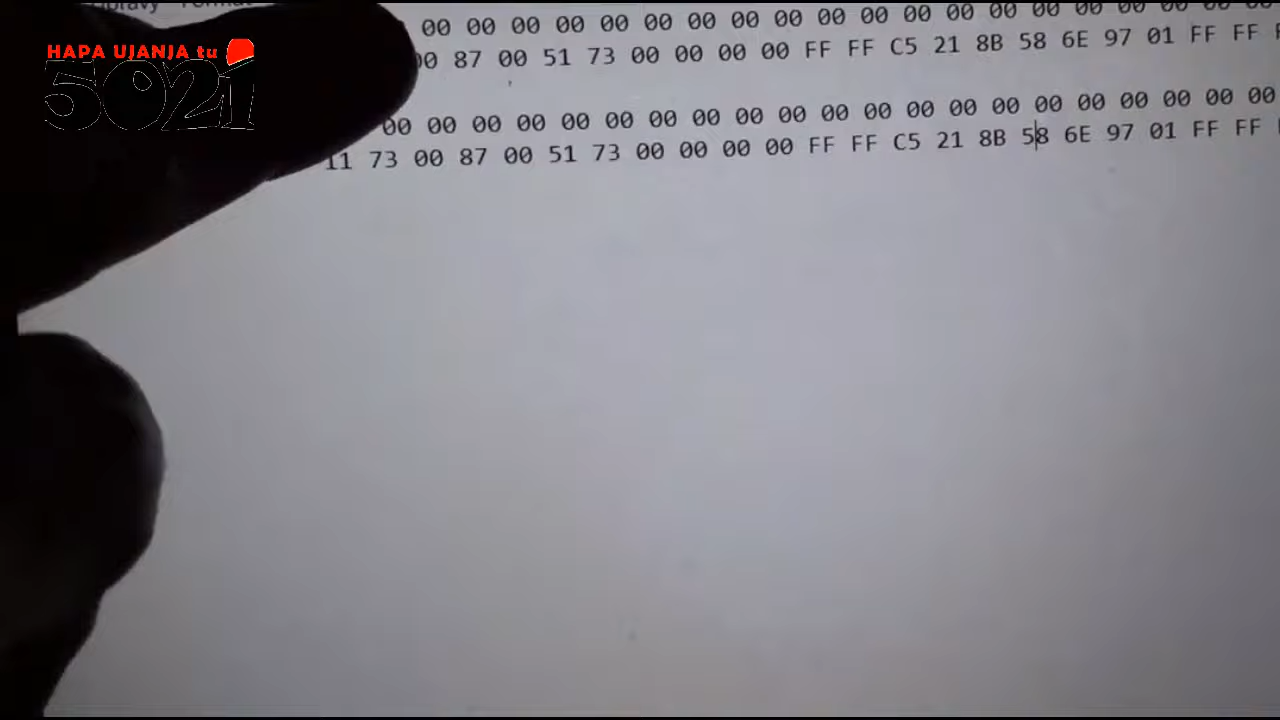 HAPA UJANJA tu
5021
00 00 00 00 00 00 00 00 00 00 00 00 00 00 00 00 00 00 00 00
00 87 00 51 73 00 00 00 00 FF FF C5 21 8B 58 6E 97 01 FF FF
00 00 00 00 00 00 00 00 00 00 00 00 00 00 00 00 00 00 00 00 00
11 73 00 87 00 51 73 00 00 00 00 FF FF C5 21 8B 58 6E 97 01 FF FF